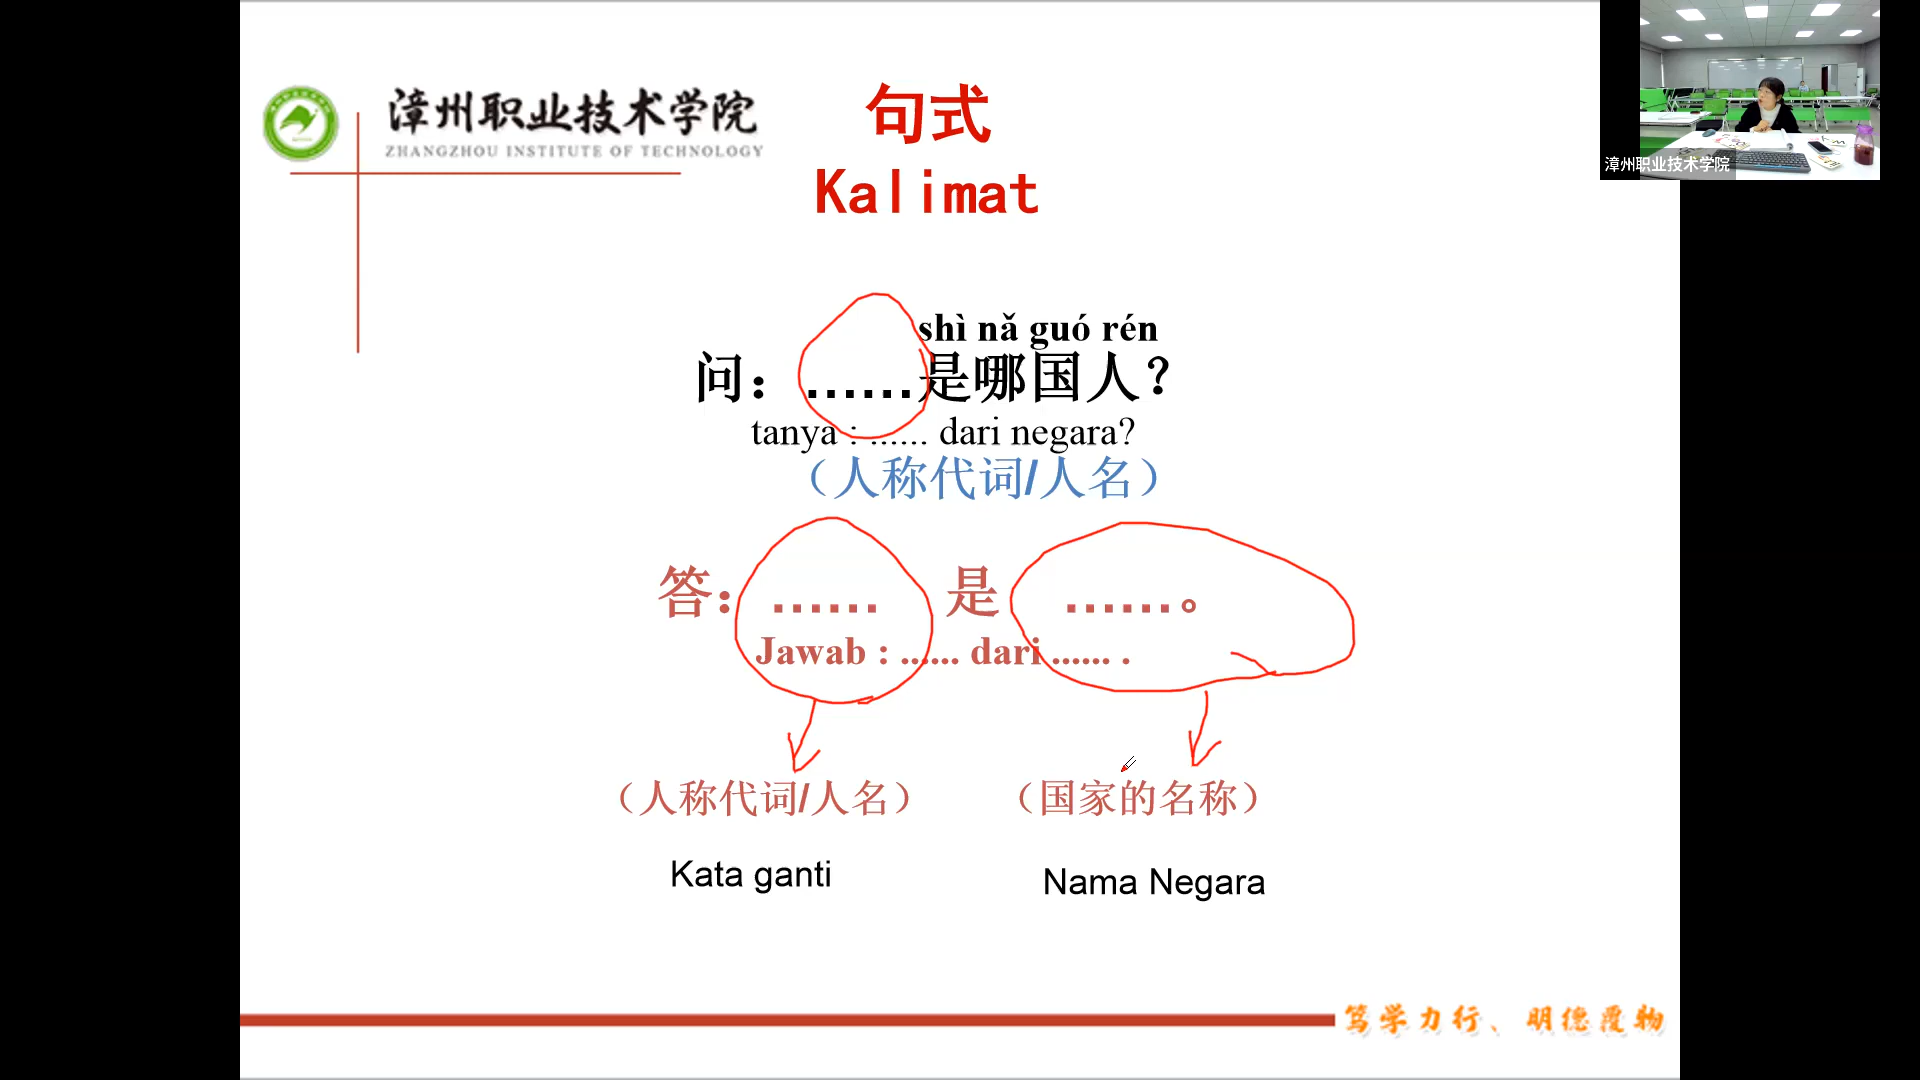 漳州职业技术学院
ZHANGZHOU INSTITUTE OF TECHNOLOGY
句式
Kalimat
漳州职业技术学院
shì nǎ guó rén
问：……是哪国人？
tanya : ...... dari negara?
（人称代词/人名）
答：…… 是 ……。
Jawab : ...... dari ...... .
（人称代词/人名） （国家的名称）
Kata ganti
Nama Negara
笃学力行、明德覆物